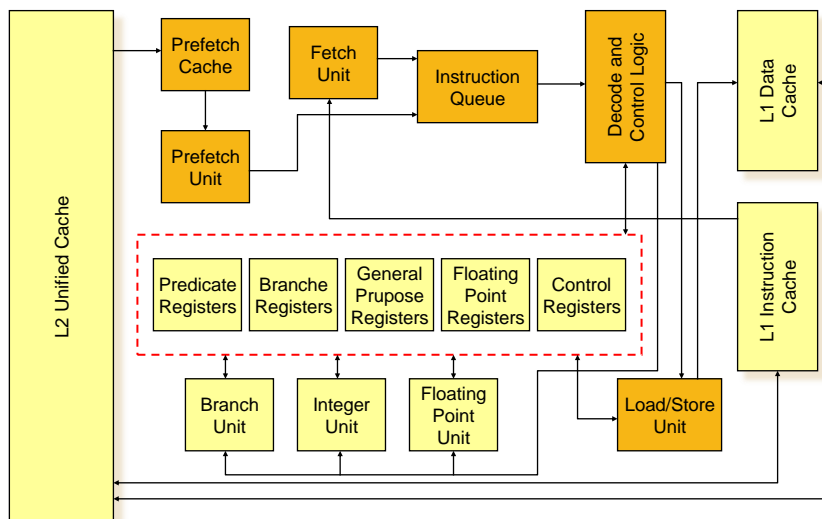 L2 Unified Cache
Prefetch
Cache
Prefetch
Unit
Fetch
Unit
Instruction
Queue
Decode and
Control Logic
L1 Data
Cache
L1 Instruction
Cache
Predicate
Registers
Branche
Registers
General
Prupose
Registers
Floating
Point
Registers
Control
Registers
Branch
Unit
Integer
Unit
Floating
Point
Unit
Load/Store
Unit